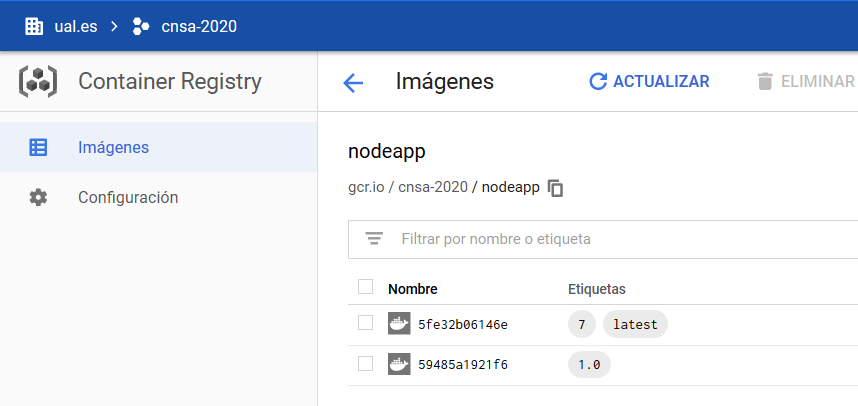 ual.es > cnsa-2020
Container Registry
Imágenes
ACTUALIZAR
ELIMINAR
Imágenes
Configuración
nodeapp
gcr.io / cnsa-2020 / nodeapp
Filtrar por nombre o etiqueta
Nombre Etiquetas
5fe32b06146e 7 latest
59485a1921f6 1.0